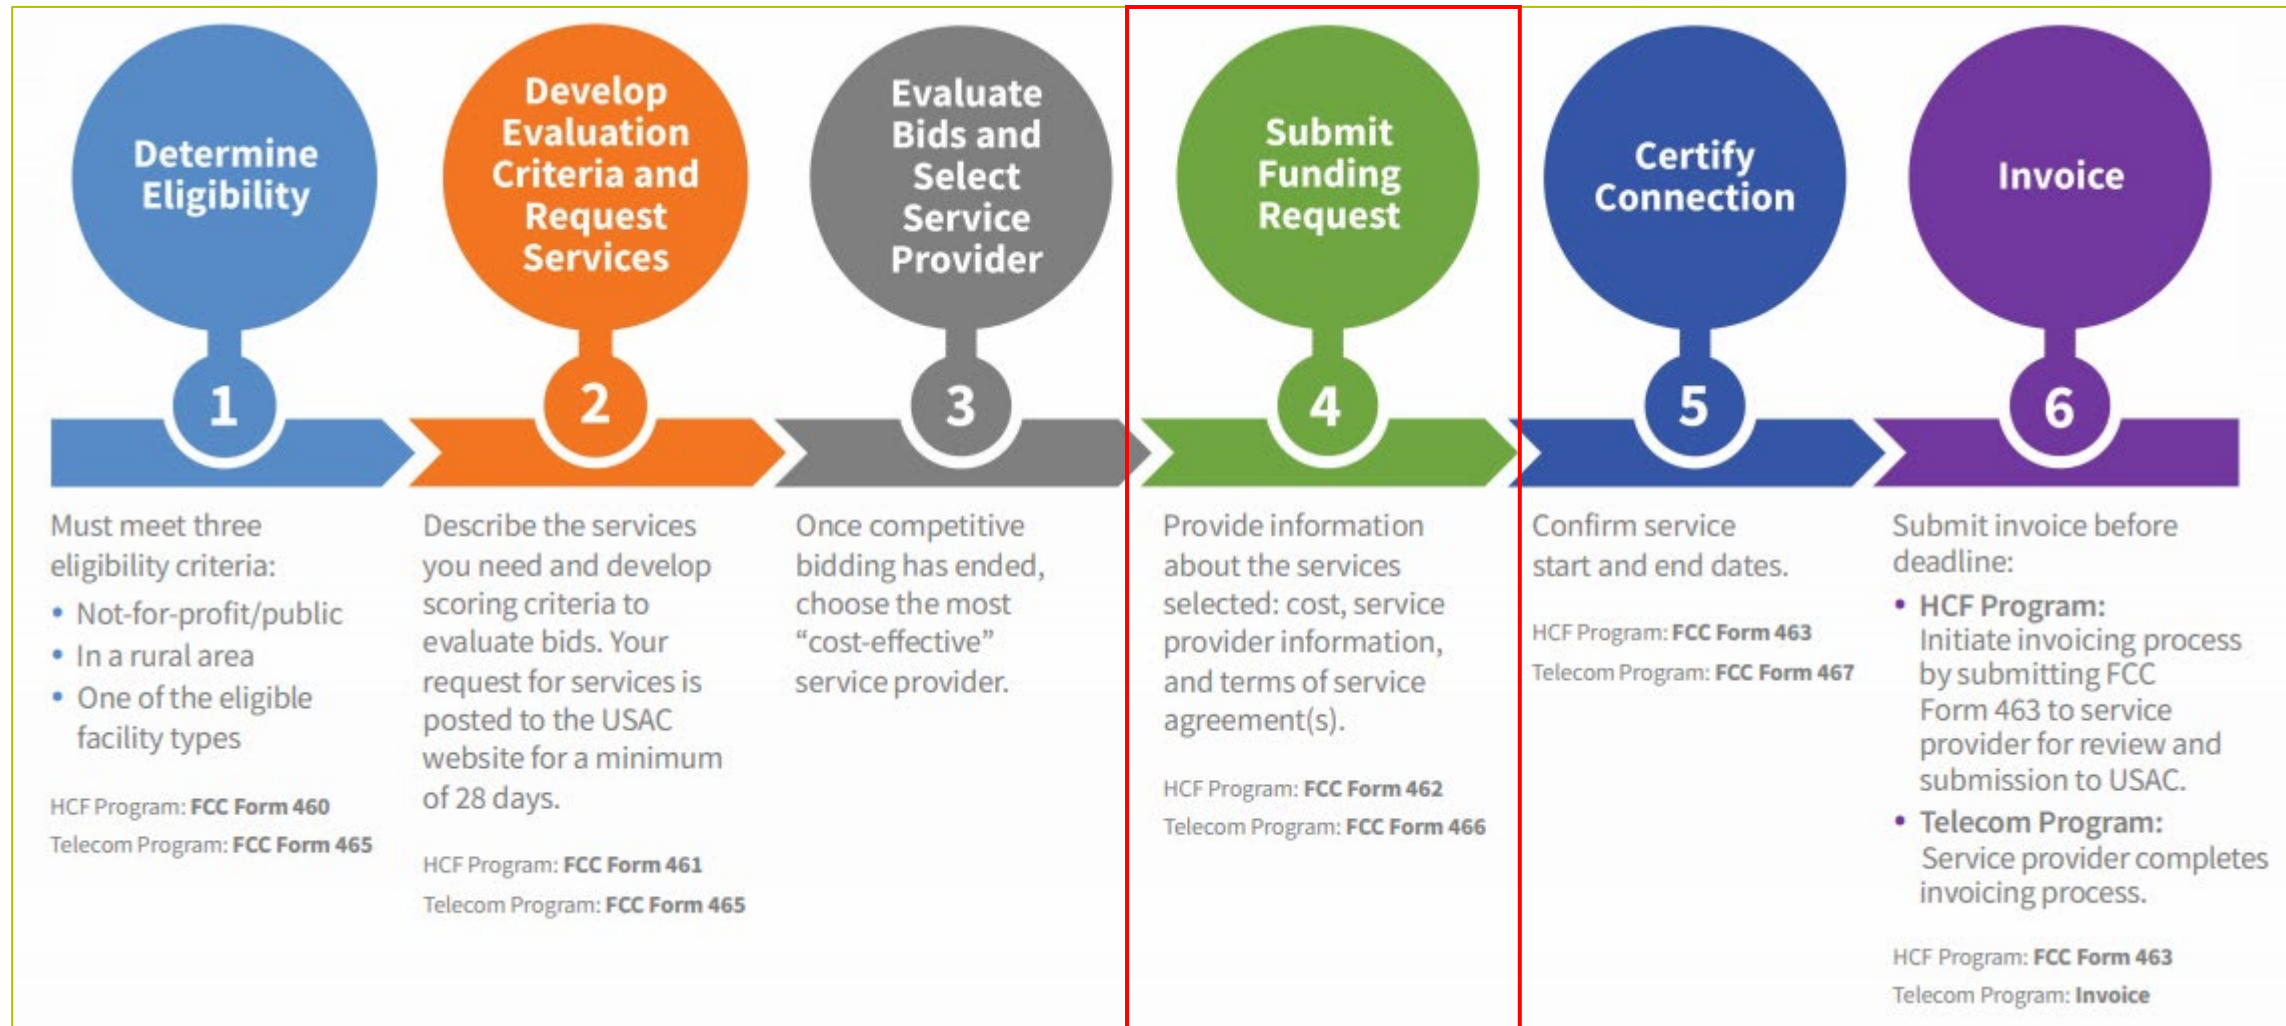 Determine
Eligibility
1
Must meet three
eligibility criteria:
• Not-for-profit/public
• In a rural area
• One of the eligible
facility types
HCF Program: FCC Form 460
Telecom Program: FCC Form 465
Develop
Evaluation
Criteria and
Request
Services
2
Describe the services
you need and develop
scoring criteria to
evaluate bids. Your
request for services is
posted to the USAC
website for a minimum
of 28 days.
HCF Program: FCC Form 461
Telecom Program: FCC Form 465
Evaluate
Bids and
Select
Service
Provider
3
Once competitive
bidding has ended,
choose the most
“cost-effective”
service provider.
Submit
Funding
Request
4
Provide information
about the services
selected: cost, service
provider information,
and terms of service
agreement(s).
HCF Program: FCC Form 462
Telecom Program: FCC Form 466
Certify
Connection
5
Confirm service
start and end dates.
HCF Program: FCC Form 463
Telecom Program: FCC Form 467
Invoice
6
Submit invoice before
deadline:
• HCF Program:
Initiate invoicing process
by submitting FCC
Form 463 to service
provider for review and
submission to USAC.
• Telecom Program:
Service provider completes
invoicing process.
HCF Program: FCC Form 463
Telecom Program: Invoice